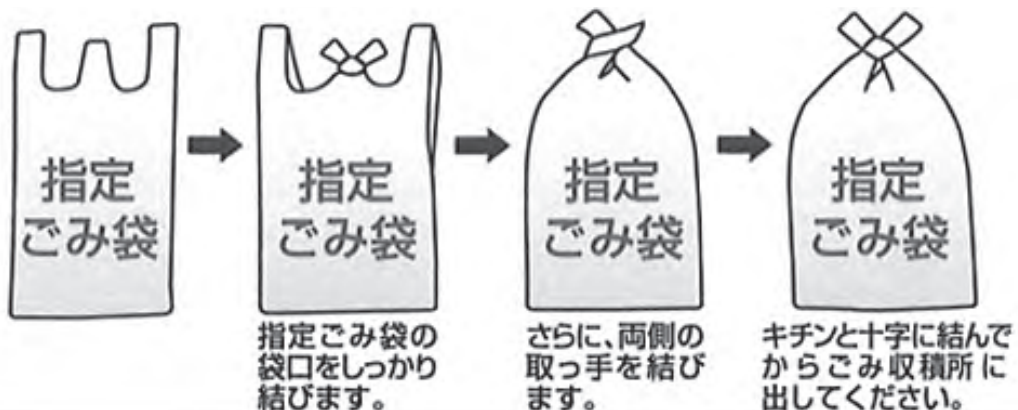 指定
ごみ袋
指定
ごみ袋
指定
ごみ袋
指定
ごみ袋
指定ごみ袋の
袋口をしっかり
結びます。
さらに、両側の
取っ手を結び
ます。
キチンと十字に結んで
からごみ収積所に
出してください。